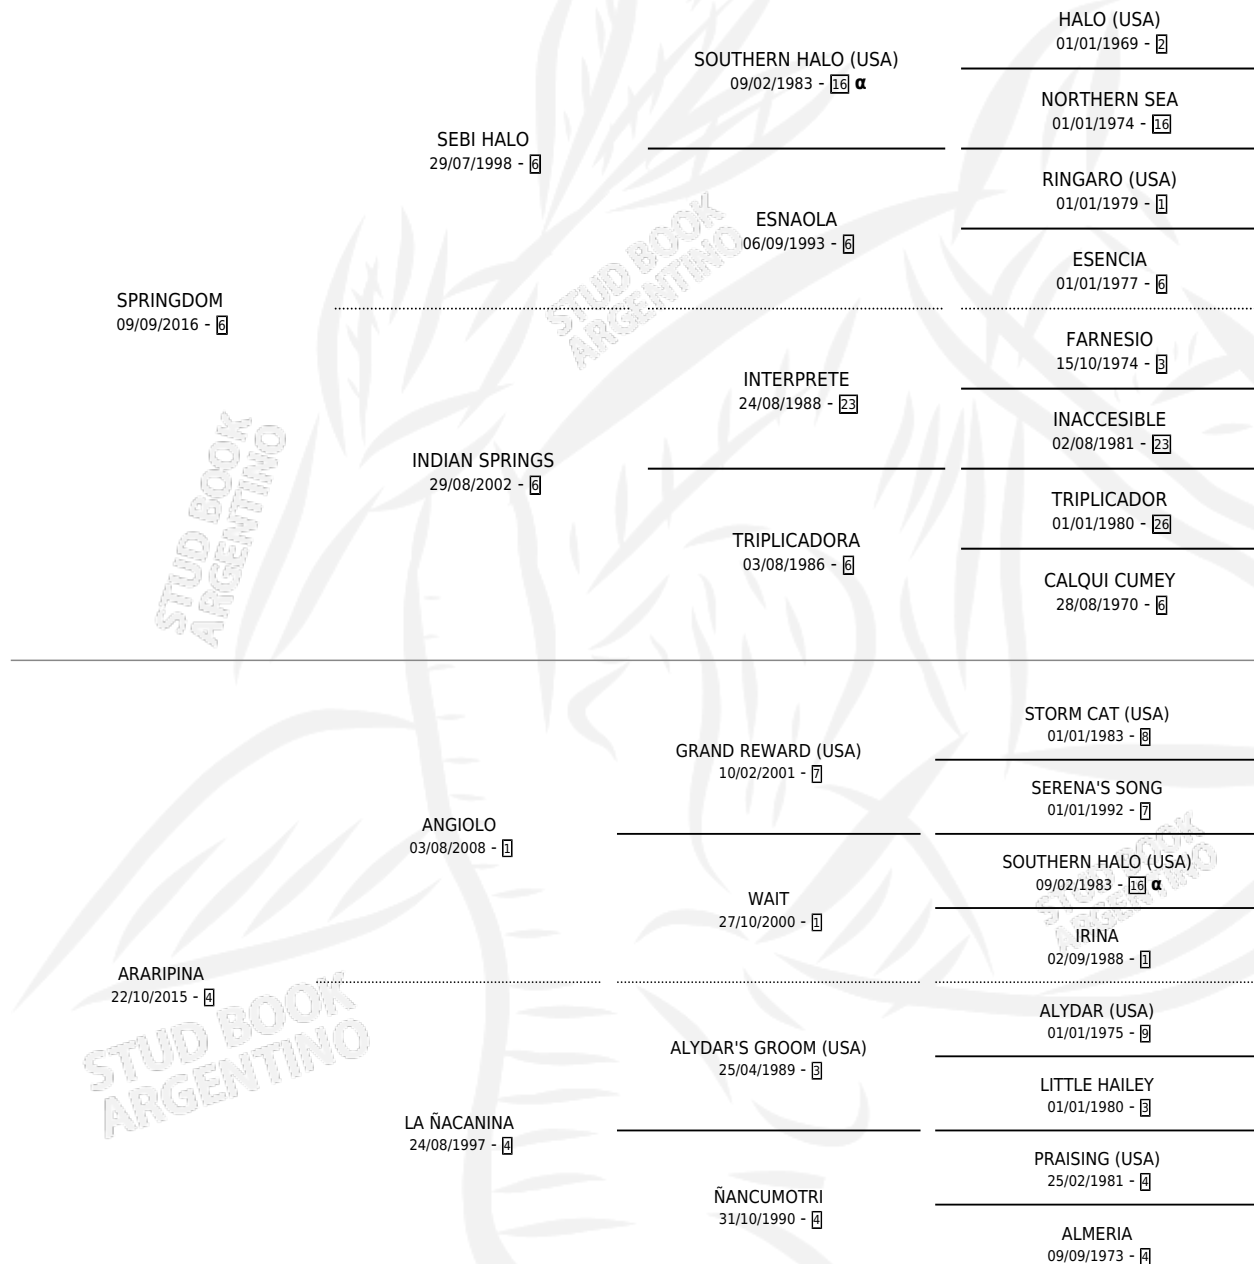 HALO (USA)
01/01/1969 - 2
SOUTHERN HALO (USA)
09/02/1983 - 16 α
NORTHERN SEA
01/01/1974 - 16
SEBI HALO
29/07/1998 - 6
RINGARO (USA)
01/01/1979 - 1
ESNAOLA
06/09/1993 - 6
ESENCIA
01/01/1977 - 6
SPRINGDOM
09/09/2016 - 6
FARNESIO
15/10/1974 - 3
INTERPRETE
24/08/1988 - 23
INACCESIBLE
02/08/1981 - 23
INDIAN SPRINGS
29/08/2002 - 6
TRIPLICADOR
01/01/1980 - 26
TRIPLICADORA
03/08/1986 - 6
CALQUI CUMEY
28/08/1970 - 6
STORM CAT (USA)
01/01/1983 - 8
GRAND REWARD (USA)
10/02/2001 - 7
SERENA'S SONG
01/01/1992 - 7
ANGIOLO
03/08/2008 - 1
SOUTHERN HALO (USA)
09/02/1983 - 16 α
WAIT
27/10/2000 - 1
IRINA
02/09/1988 - 1
ARARIPINA
22/10/2015 - 4
ALYDAR (USA)
01/01/1975 - 9
ALYDAR'S GROOM (USA)
25/04/1989 - 3
LITTLE HAILEY
01/01/1980 - 3
LA ÑACANINA
24/08/1997 - 4
PRAISING (USA)
25/02/1981 - 4
ÑANCUMOTRI
31/10/1990 - 4
ALMERIA
09/09/1973 - 4
STUD BOOK
ARGENTINO
STUD BOOK
ARGENTINO
STUD BOOK
ARGENTINO
STUD BOOK
ARGENTINO